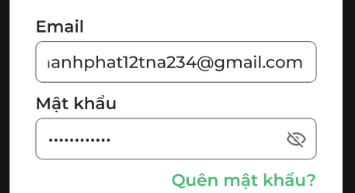 Email
anhphat12tna234@gmail.com
Mật khẩu
••••••••••••
Quên mật khẩu?